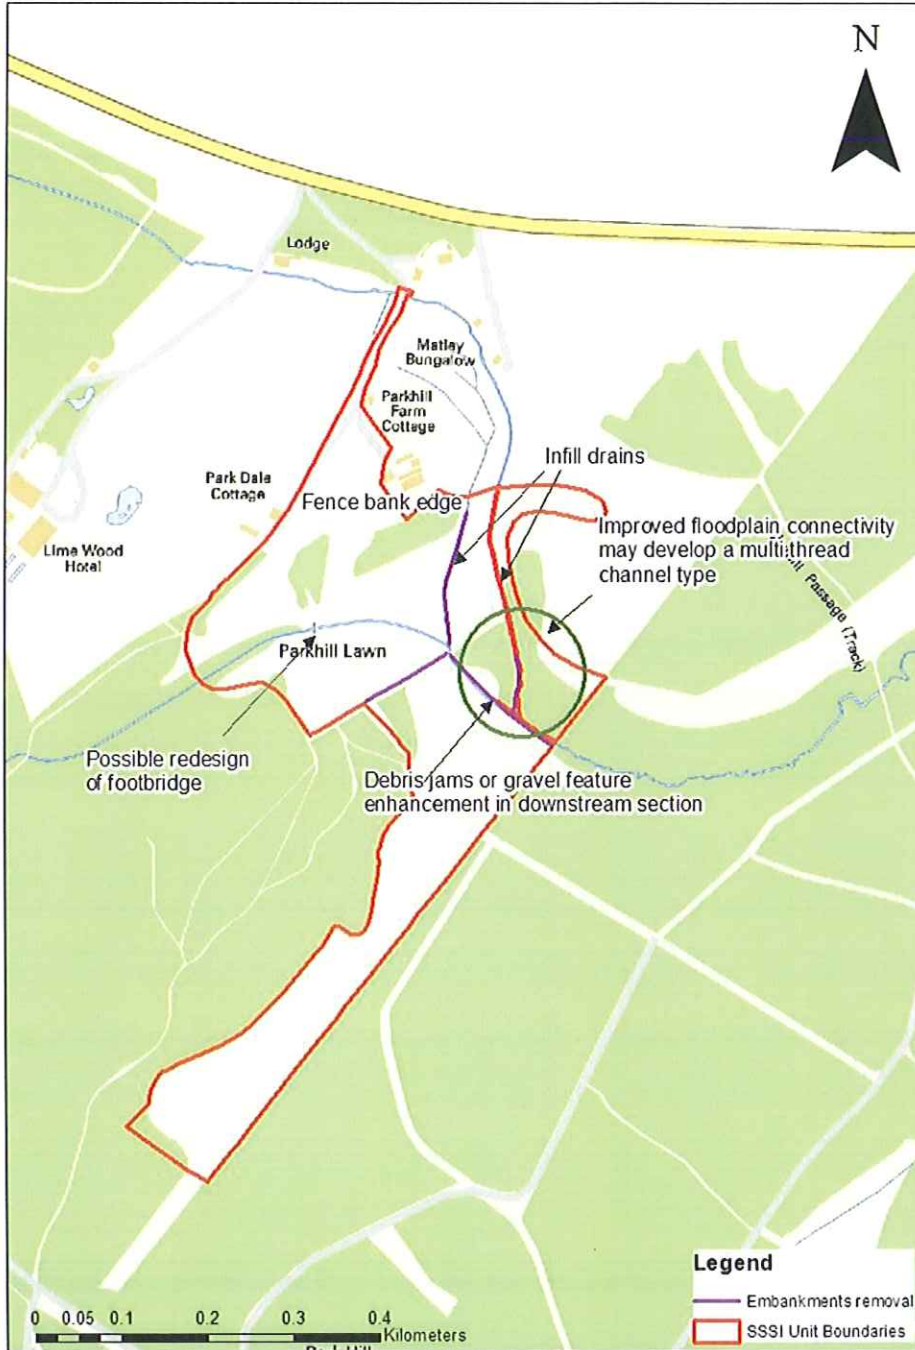 N
Lodge
Matley
Bungalow
Parkhill
Farm
Cottage
Infill drains
Park Dale
Cottage
Fence bank edge
Improved floodplain connectivity
may develop a multi thread
channel type
Lime Wood
Hotel
Passage (Track)
Parkhill Lawn
Possible redesign
of footbridge
Debris jams or gravel feature
enhancement in downstream section
Legend
Embankments removal
SSSI Unit Boundaries
0 0.05 0.1 0.2 0.3 0.4
Kilometers